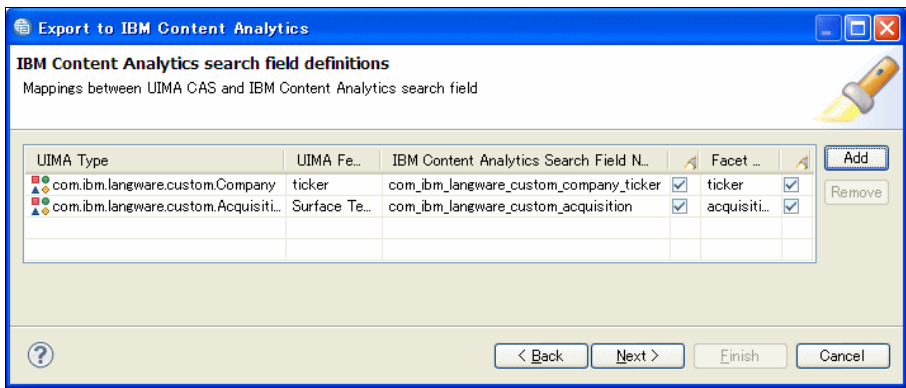 Export to IBM Content Analytics
IBM Content Analytics search field definitions
Mappings between UIMA CAS and IBM Content Analytics search field
UIMA Type UIMA Fe... IBM Content Analytics Search Field N... Facet ... Add
com.ibm.langware.custom.Company ticker com_ibm_langware_custom_company_ticker ticker Remove
com.ibm.langware.custom.Acquisiti... Surface Te... com_ibm_langware_custom_acquisition acquisiti...
? < Back Next > Finish Cancel